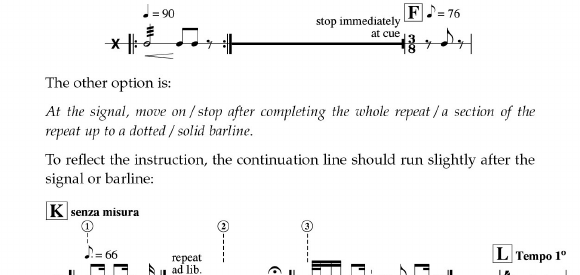 ♩ = 90
F ♪ = 76
stop immediately
at cue
3
8
The other option is:
At the signal, move on / stop after completing the whole repeat / a section of the
repeat up to a dotted / solid barline.
To reflect the instruction, the continuation line should run slightly after the
signal or barline:
K senza misura
1 2 3
♪. = 66
repeat
ad lib.
L Tempo 1º